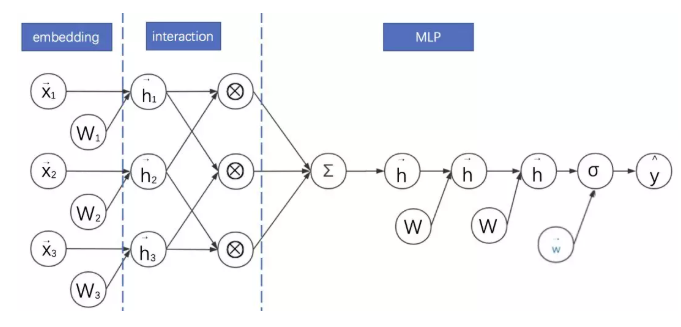 embedding
interaction
MLP
x⃗₁
h⃗₁
⊗
W₁
x⃗₂
h⃗₂
⊗
Σ
h⃗
h⃗
h⃗
σ
ŷ
W₂
W
W
w⃗
x⃗₃
h⃗₃
⊗
W₃